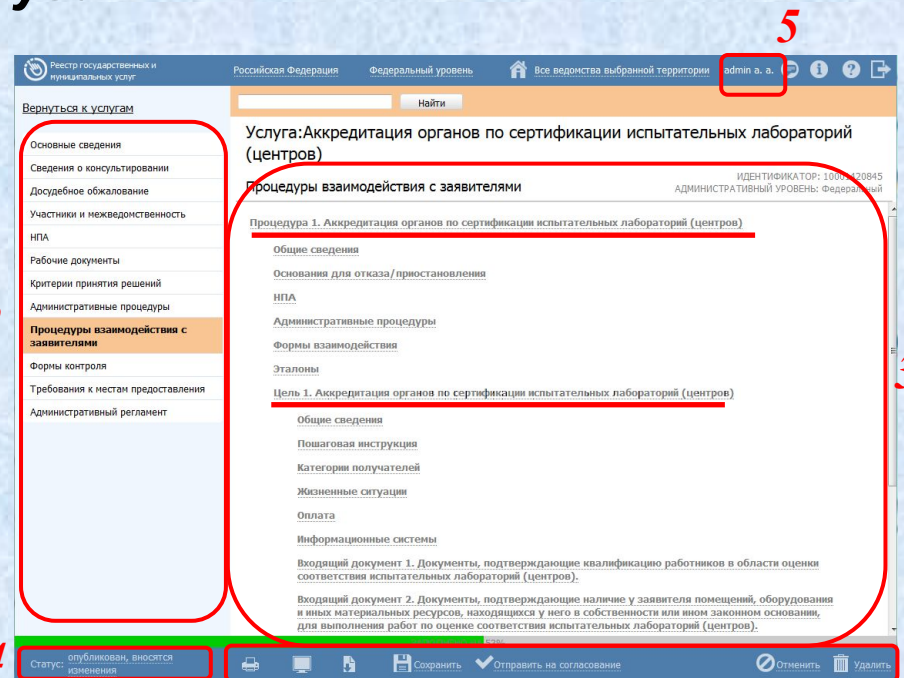 5
Реестр государственных и
муниципальных услуг
Российская Федерация
Федеральный уровень
Все ведомства выбранной территории
admin a. a.
Вернуться к услугам
Найти
Основные сведения
Сведения о консультировании
Досудебное обжалование
Участники и межведомственность
НПА
Рабочие документы
Критерии принятия решений
Административные процедуры
Процедуры взаимодействия с
заявителями
Формы контроля
Требования к местам предоставления
Административный регламент
Услуга:Аккредитация органов по сертификации испытательных лабораторий
(центров)
ИДЕНТИФИКАТОР: 10001420845
Процедуры взаимодействия с заявителями
АДМИНИСТРАТИВНЫЙ УРОВЕНЬ: Федеральный
Процедура 1. Аккредитация органов по сертификации испытательных лабораторий (центров)
Общие сведения
Основания для отказа/приостановления
НПА
Административные процедуры
Формы взаимодействия
Эталоны
Цель 1. Аккредитация органов по сертификации испытательных лабораторий (центров)
Общие сведения
Пошаговая инструкция
Категории получателей
Жизненные ситуации
Оплата
Информационные системы
Входящий документ 1. Документы, подтверждающие квалификацию работников в области оценки
соответствия испытательных лабораторий (центров).
Входящий документ 2. Документы, подтверждающие наличие у заявителя помещений, оборудования
и иных материальных ресурсов, находящихся у него в собственности или ином законном основании,
для выполнения работ по оценке соответствия испытательных лабораторий (центров).
52%
Статус: опубликован, вносятся
изменения
Сохранить
Отправить на согласование
Отменить
Удалить